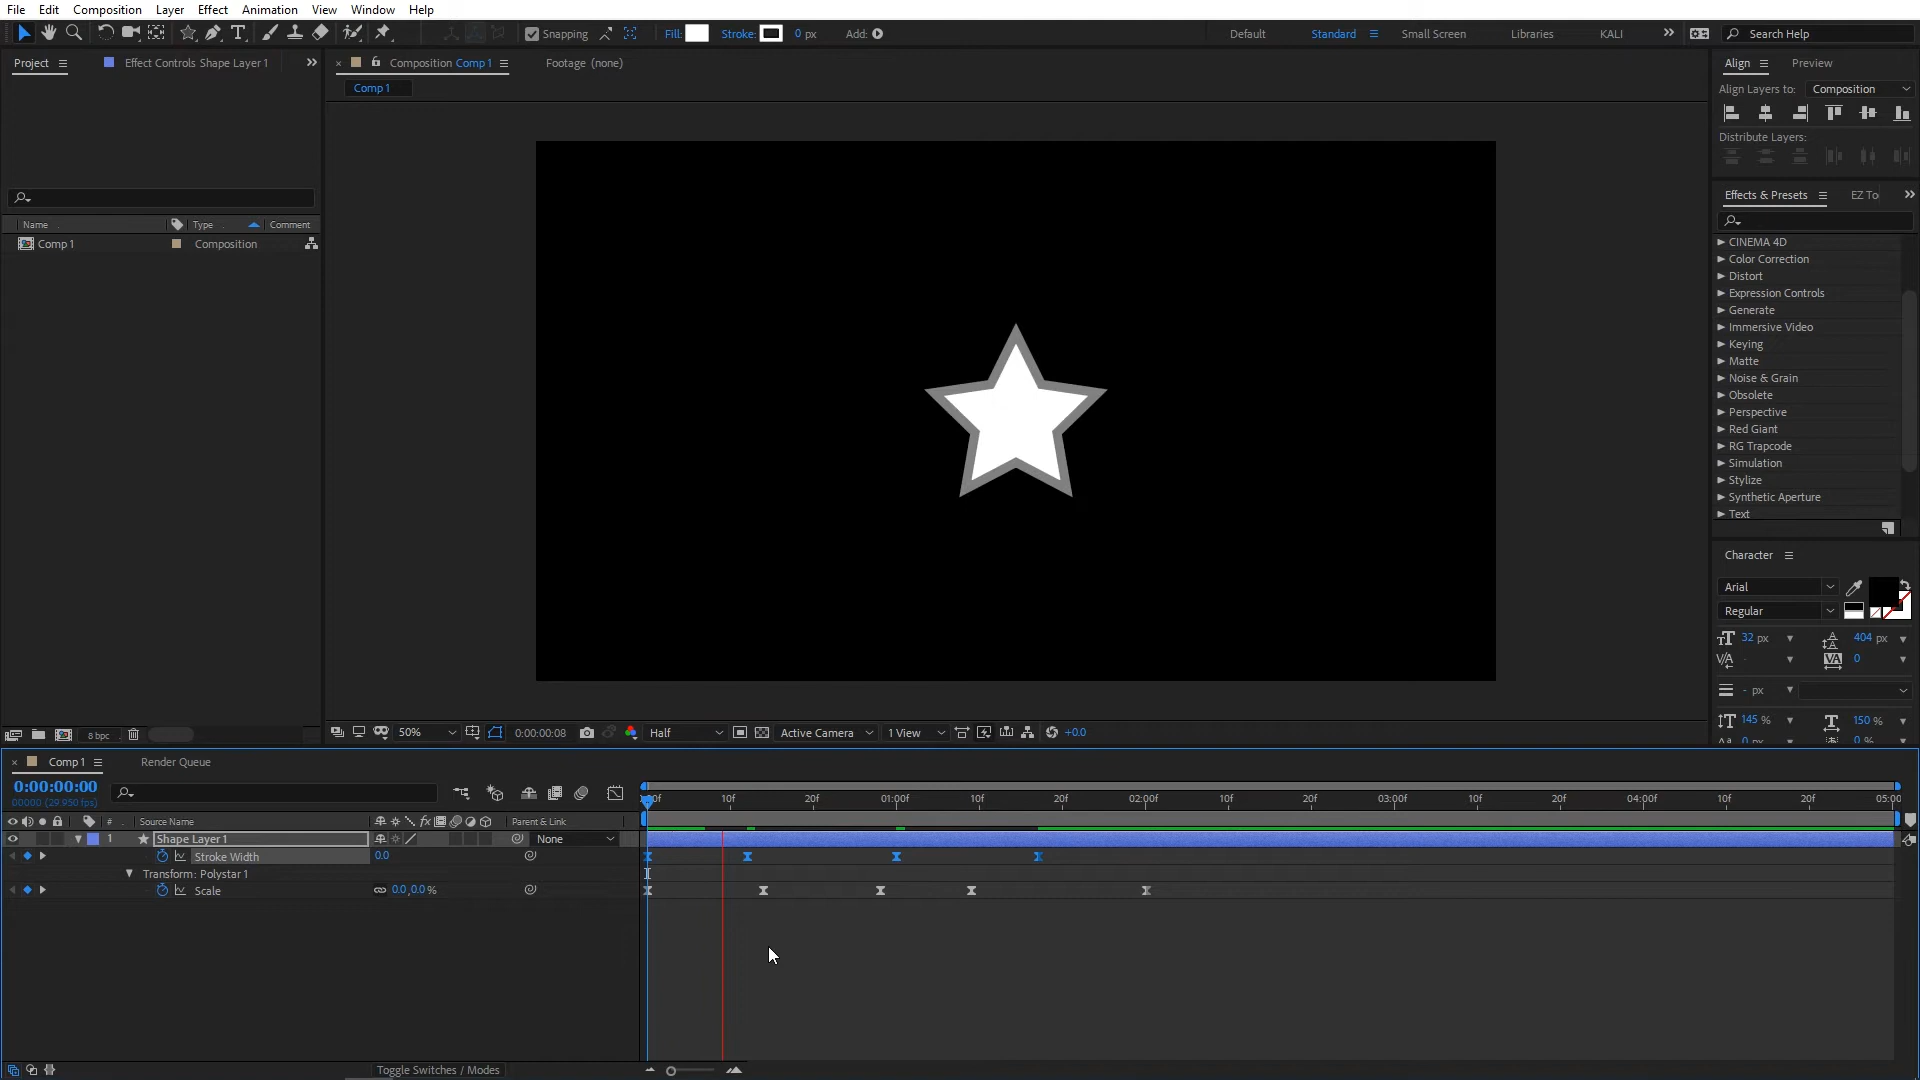 File Edit Composition Layer Effect Animation View Window Help
Snapping Fill: Stroke: 0 px Add: Default Standard Small Screen Libraries KALI Search Help
Project Effect Controls Shape Layer 1
Composition Comp 1 Footage (none)
Comp 1
Name Type Comment
Comp 1 Composition
8 bpc
50% 0:00:00:08 Half Active Camera 1 View +0.0
Align Preview
Align Layers to: Composition
Distribute Layers:
Effects & Presets EZ To
CINEMA 4D
Color Correction
Distort
Expression Controls
Generate
Immersive Video
Keying
Matte
Noise & Grain
Obsolete
Perspective
Red Giant
RG Trapcode
Simulation
Stylize
Synthetic Aperture
Text
Character
Arial
Regular
32 px 404 px
- 0
- px
145 % 150 %
0 px 0 %
Comp 1 Render Queue
0:00:00:00
00000 (29.950 fps)
:00f 10f 20f 01:00f 10f 20f 02:00f 10f 20f 03:00f 10f 20f 04:00f 10f 20f 05:00
# Source Name Parent & Link
1 Shape Layer 1 None
Stroke Width 0.0
Transform: Polystar 1
Scale 0.0,0.0 %
Toggle Switches / Modes